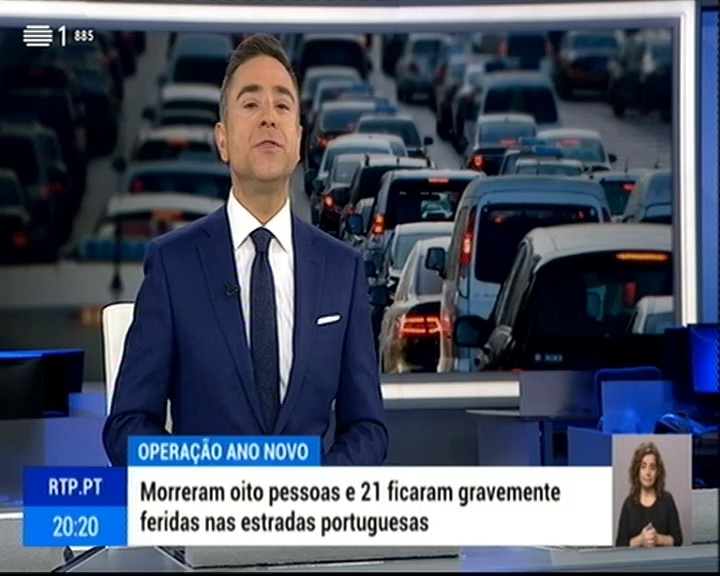 1 885
OPERAÇÃO ANO NOVO
RTP.PT
Morreram oito pessoas e 21 ficaram gravemente
feridas nas estradas portuguesas
20:20